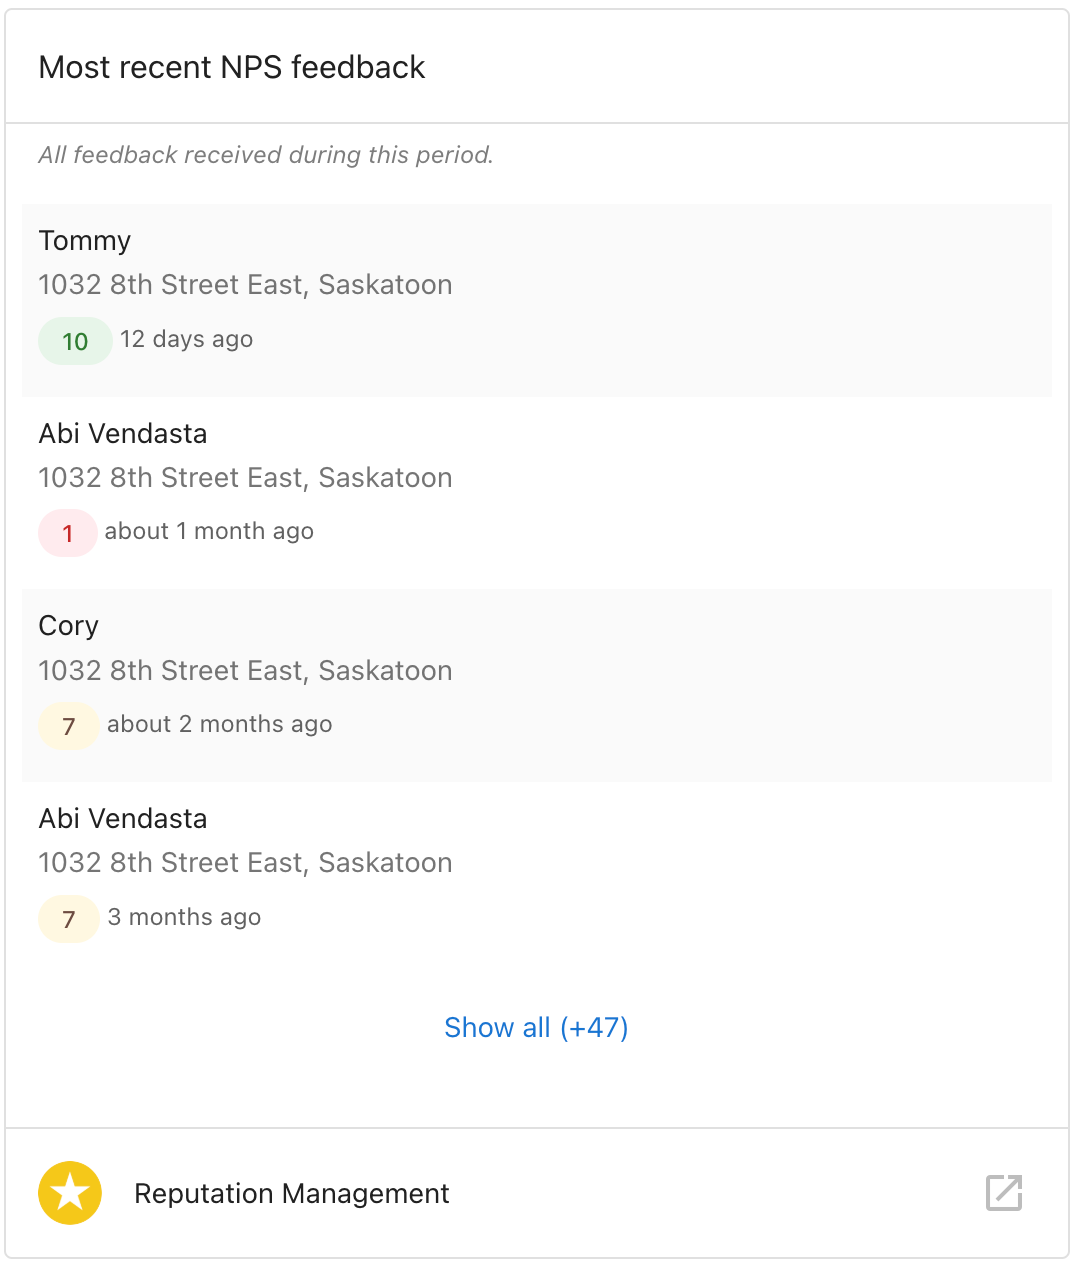 Most recent NPS feedback
All feedback received during this period.
Tommy
1032 8th Street East, Saskatoon
10 12 days ago
Abi Vendasta
1032 8th Street East, Saskatoon
1 about 1 month ago
Cory
1032 8th Street East, Saskatoon
7 about 2 months ago
Abi Vendasta
1032 8th Street East, Saskatoon
7 3 months ago
Show all (+47)
Reputation Management